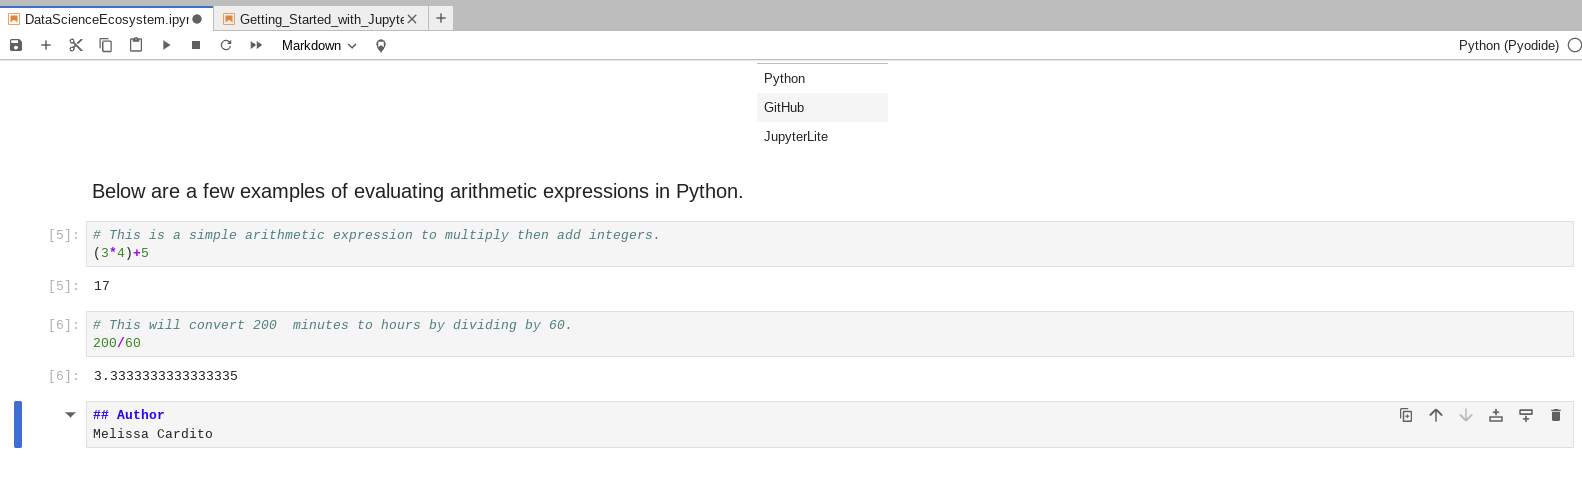 DataScienceEcosystem.ipyn
Getting_Started_with_Jupyte
Markdown
Python (Pyodide)
Python
GitHub
JupyterLite
Below are a few examples of evaluating arithmetic expressions in Python.
[5]:
# This is a simple arithmetic expression to multiply then add integers.
(3*4)+5
[5]: 17
[6]:
# This will convert 200  minutes to hours by dividing by 60.
200/60
[6]: 3.3333333333333335
## Author
Melissa Cardito